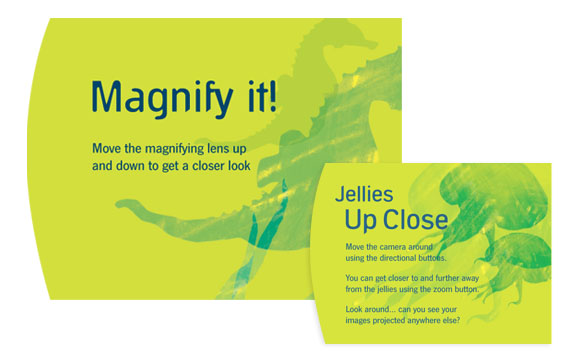 Magnify it!
Move the magnifying lens up
and down to get a closer look
Jellies
Up Close
Move the camera around
using the directional buttons.
You can get closer to and further away
from the jellies using the zoom button.
Look around... can you see your
images projected anywhere else?